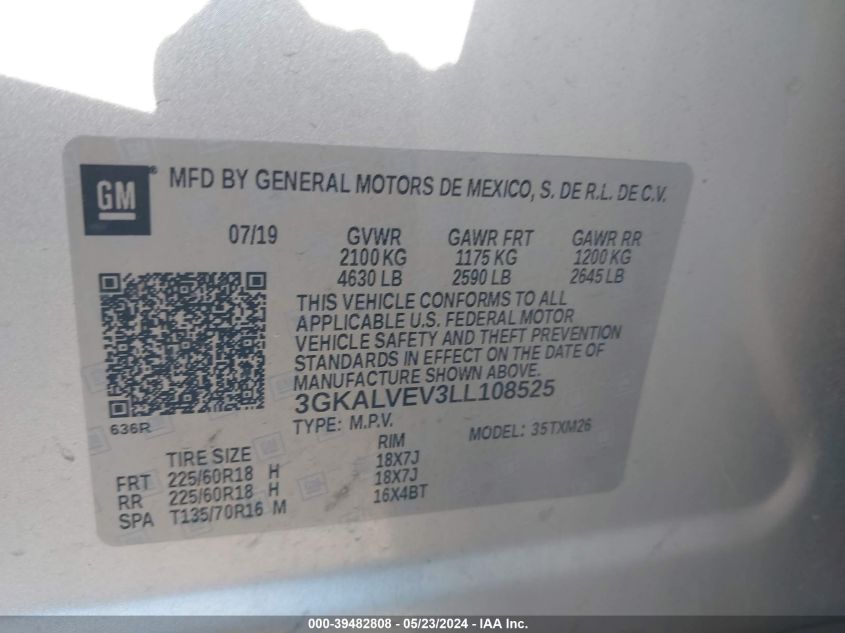 GM ® MFD BY GENERAL MOTORS DE MEXICO, S. DE R.L. DE C.V.
07/19 GVWR GAWR FRT GAWR RR
2100 KG 1175 KG 1200 KG
4630 LB 2590 LB 2645 LB
THIS VEHICLE CONFORMS TO ALL
APPLICABLE U.S. FEDERAL MOTOR
VEHICLE SAFETY AND THEFT PREVENTION
STANDARDS IN EFFECT ON THE DATE OF
MANUFACTURE SHOWN ABOVE.
3GKALVEV3LL108525
636R
TYPE: M.P.V. MODEL: 35TXM26
TIRE SIZE RIM
FRT 225/60R18 H 18X7J
RR 225/60R18 H 18X7J
SPA T135/70R16 M 16X4BT
000-39482808 - 05/23/2024 - IAA Inc.